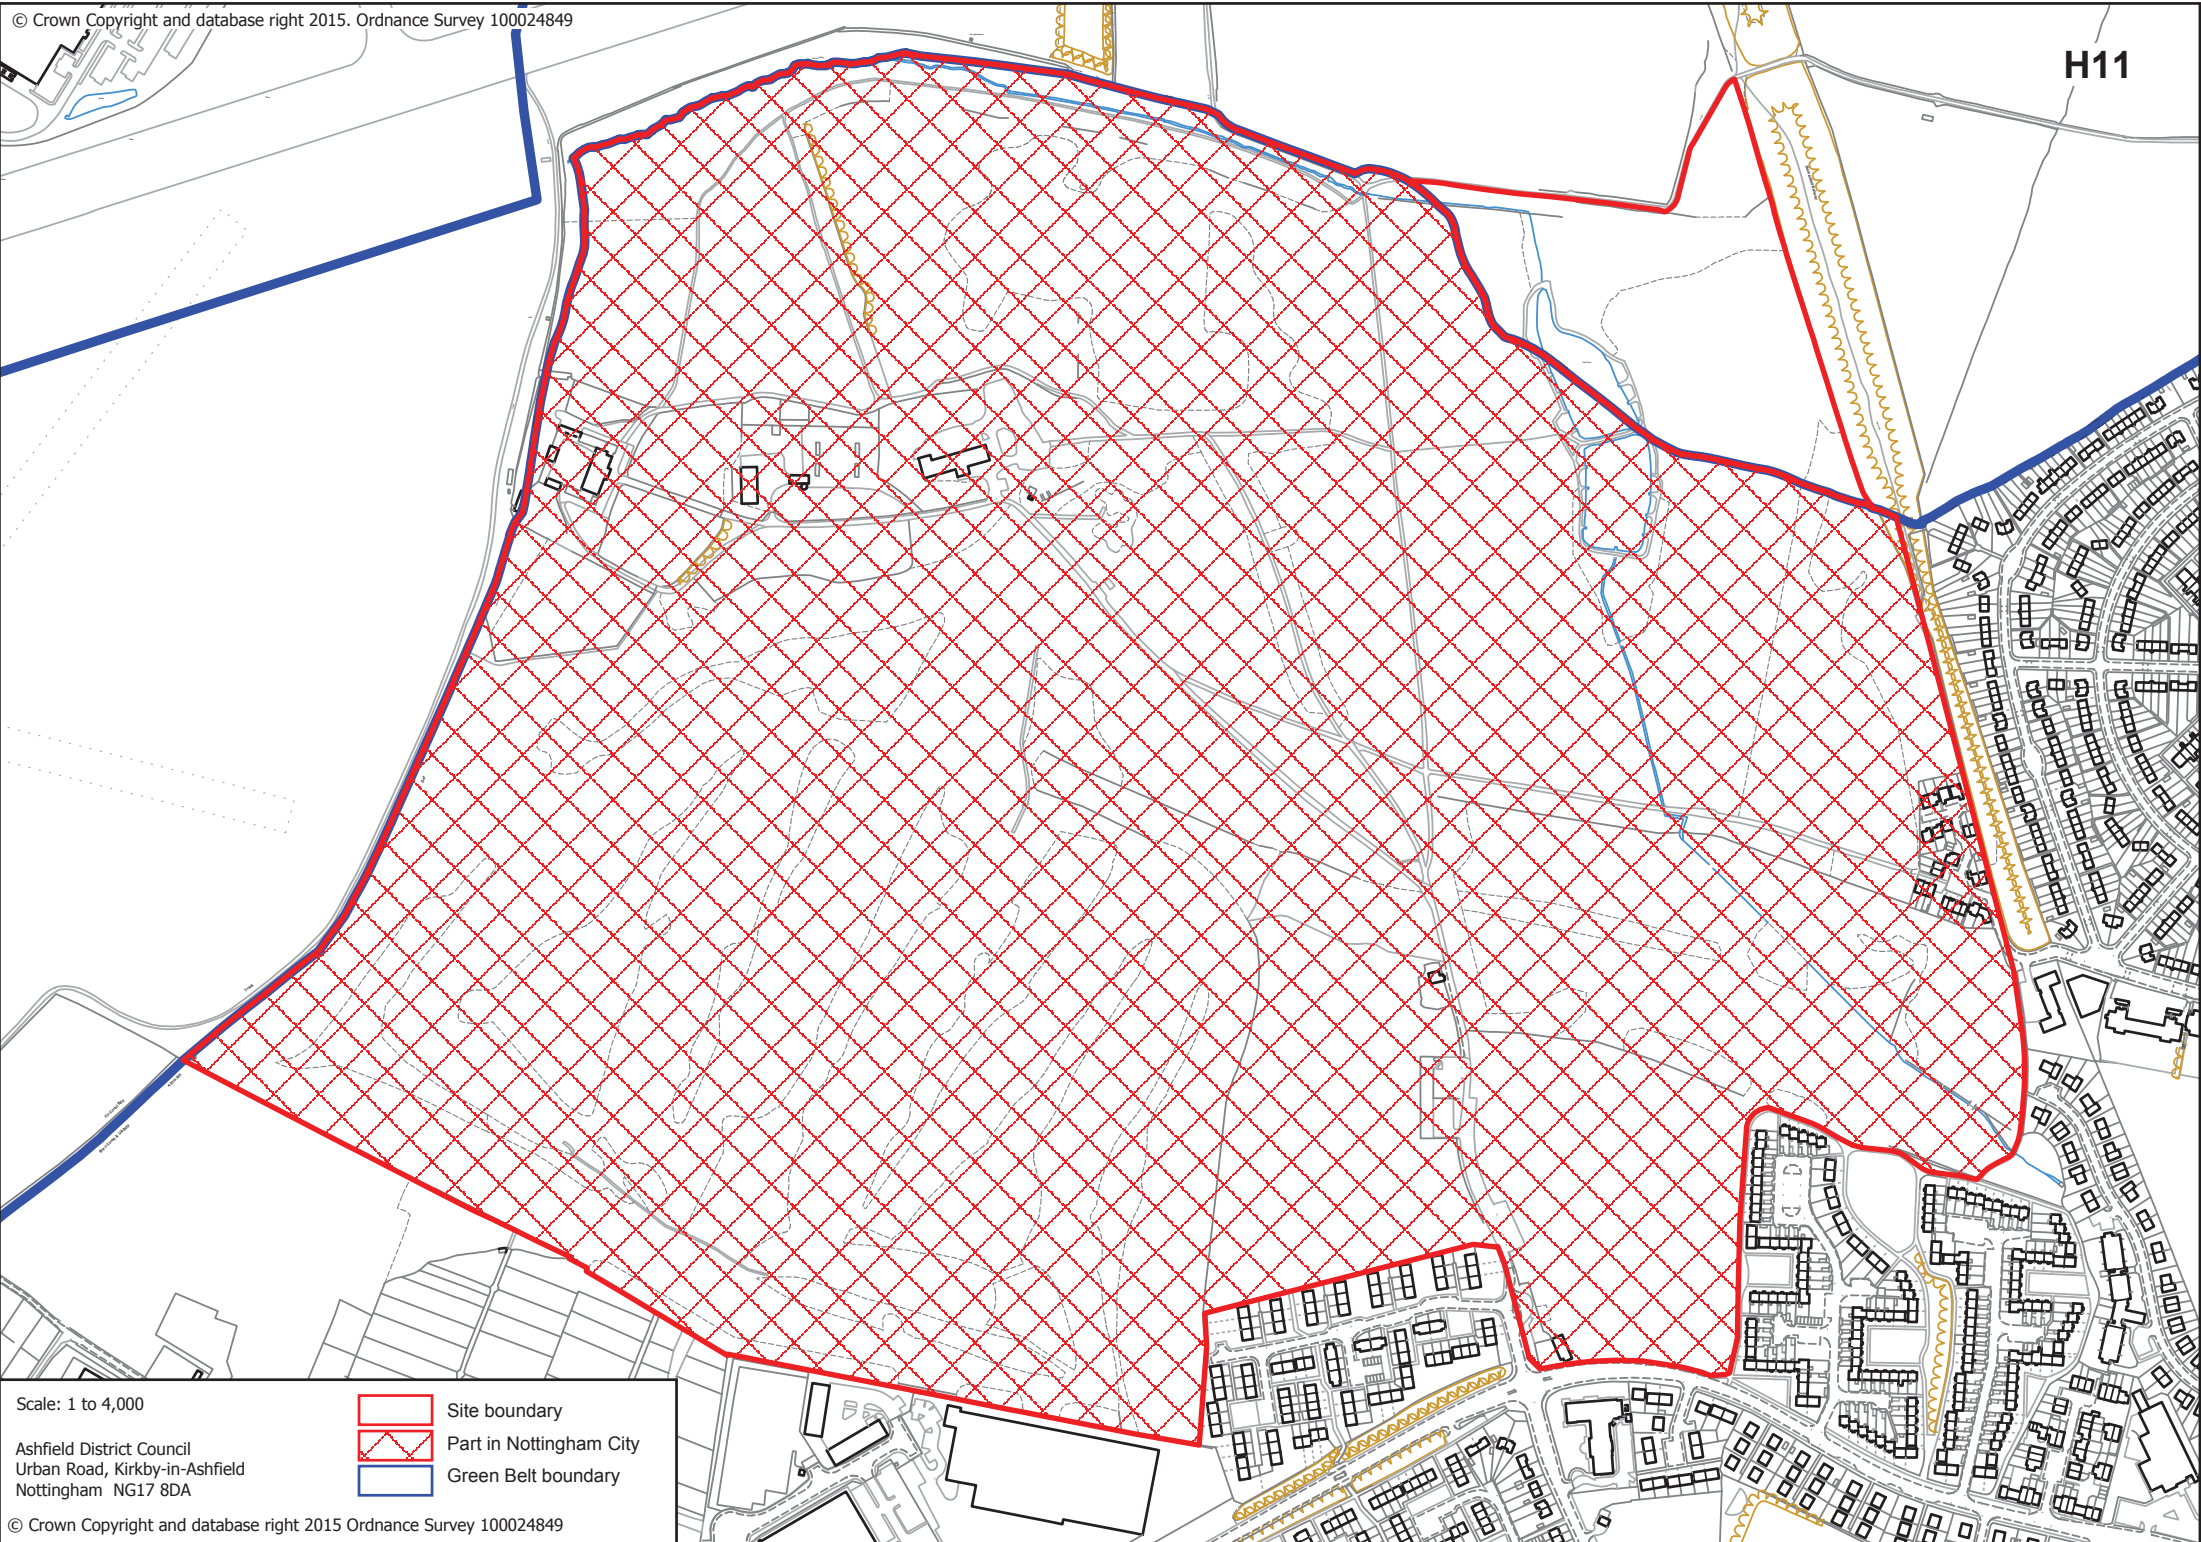 © Crown Copyright and database right 2015. Ordnance Survey 100024849
H11
Scale: 1 to 4,000
Ashfield District Council
Urban Road, Kirkby-in-Ashfield
Nottingham NG17 8DA
Site boundary
Part in Nottingham City
Green Belt boundary
© Crown Copyright and database right 2015 Ordnance Survey 100024849